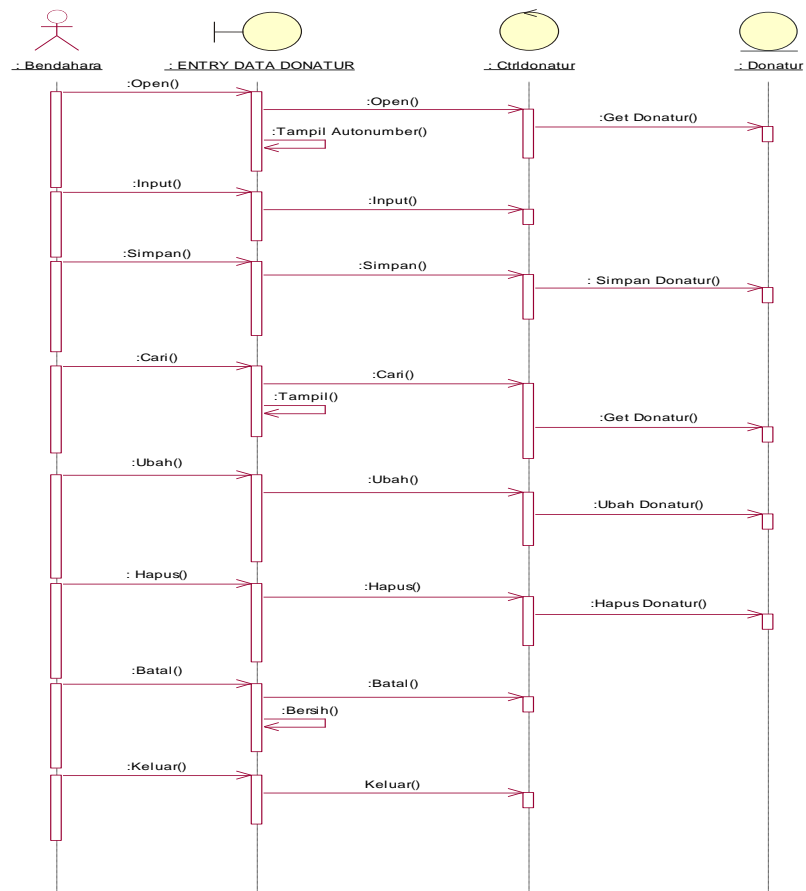 : Bendahara
: ENTRY DATA DONATUR
: Ctrldonatur
: Donatur
:Open()
:Open()
:Get Donatur()
:Tampil Autonumber()
:Input()
:Input()
:Simpan()
:Simpan()
: Simpan Donatur()
:Cari()
:Cari()
:Tampil()
:Get Donatur()
:Ubah()
:Ubah()
:Ubah Donatur()
: Hapus()
:Hapus()
:Hapus Donatur()
:Batal()
:Batal()
:Bersih()
:Keluar()
Keluar()